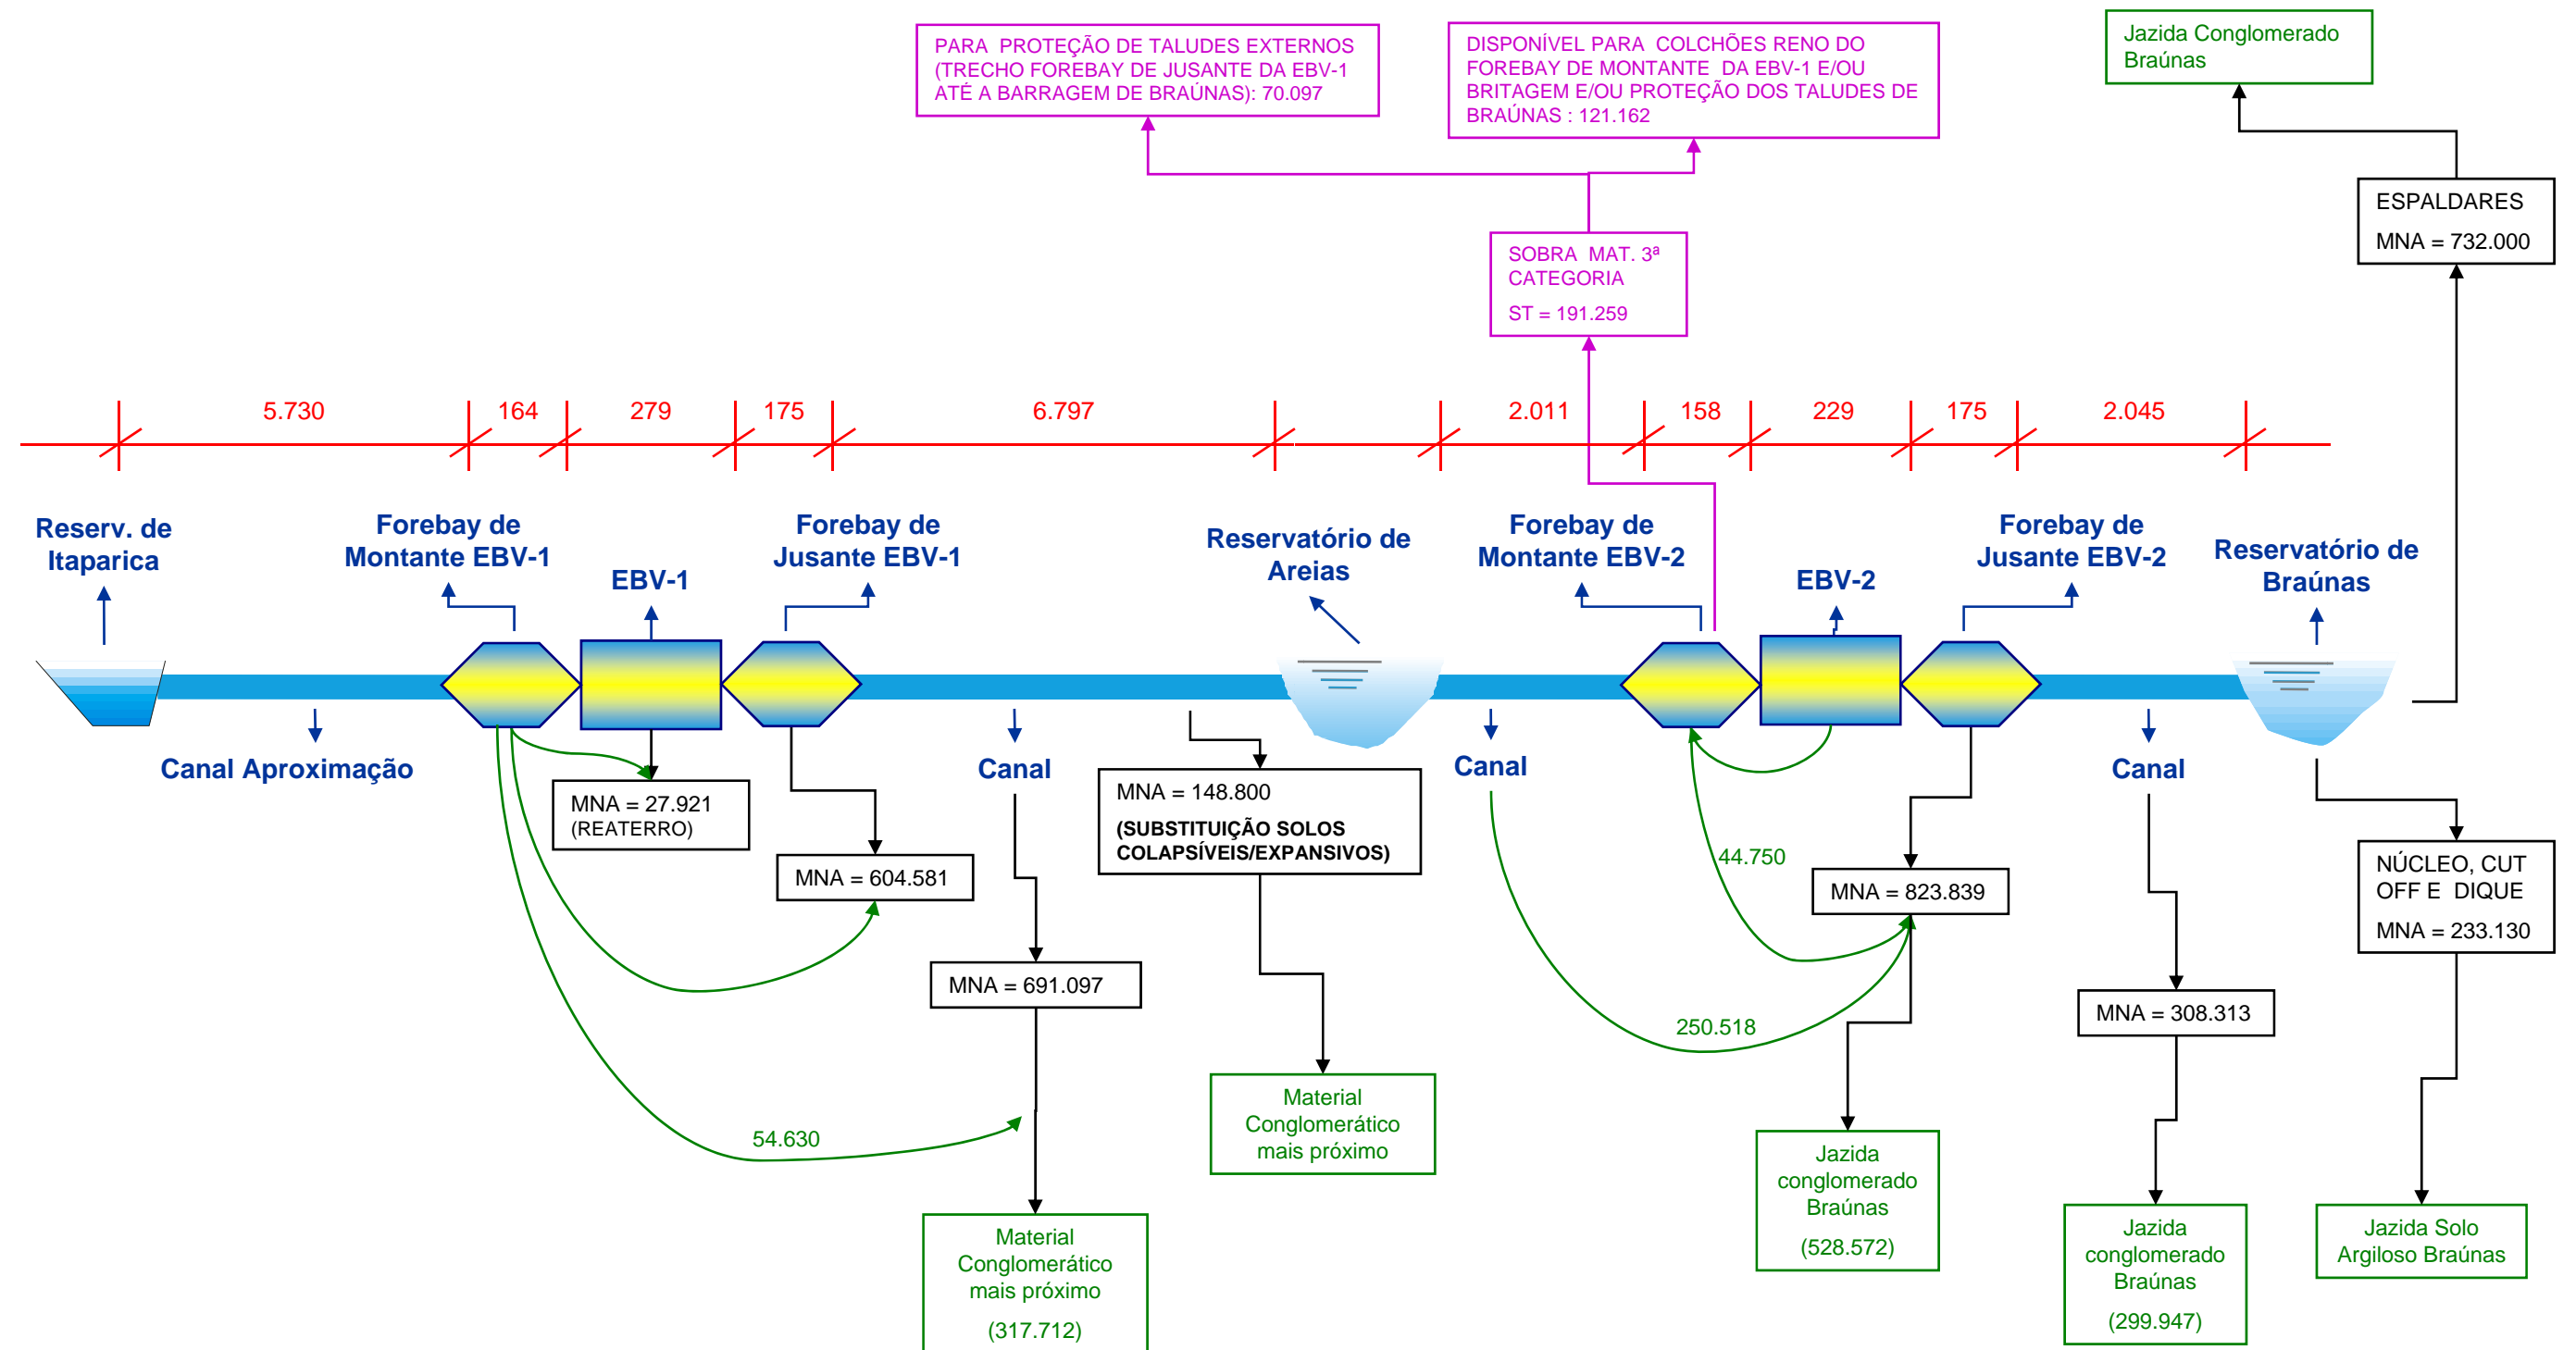 PARA PROTEÇÃO DE TALUDES EXTERNOS
(TRECHO FOREBAY DE JUSANTE DA EBV-1
ATÉ A BARRAGEM DE BRAÚNAS): 70.097
DISPONÍVEL PARA COLCHÕES RENO DO
FOREBAY DE MONTANTE DA EBV-1 E/OU
BRITAGEM E/OU PROTEÇÃO DOS TALUDES DE
BRAÚNAS : 121.162
Jazida Conglomerado
Braúnas
ESPALDARES
MNA = 732.000
SOBRA MAT. 3ª
CATEGORIA
ST = 191.259
5.730
164
279
175
6.797
2.011
158
229
175
2.045
Reserv. de
Itaparica
Forebay de
Montante EBV-1
EBV-1
Forebay de
Jusante EBV-1
Reservatório de
Areias
Forebay de
Montante EBV-2
EBV-2
Forebay de
Jusante EBV-2
Reservatório de
Braúnas
Canal Aproximação
Canal
Canal
Canal
MNA = 27.921
(REATERRO)
MNA = 604.581
MNA = 691.097
MNA = 148.800
(SUBSTITUIÇÃO SOLOS
COLAPSÍVEIS/EXPANSIVOS)
44.750
MNA = 823.839
250.518
MNA = 308.313
NÚCLEO, CUT
OFF E DIQUE
MNA = 233.130
54.630
Material
Conglomerático
mais próximo
(317.712)
Material
Conglomerático
mais próximo
Jazida
conglomerado
Braúnas
(528.572)
Jazida
conglomerado
Braúnas
(299.947)
Jazida Solo
Argiloso Braúnas